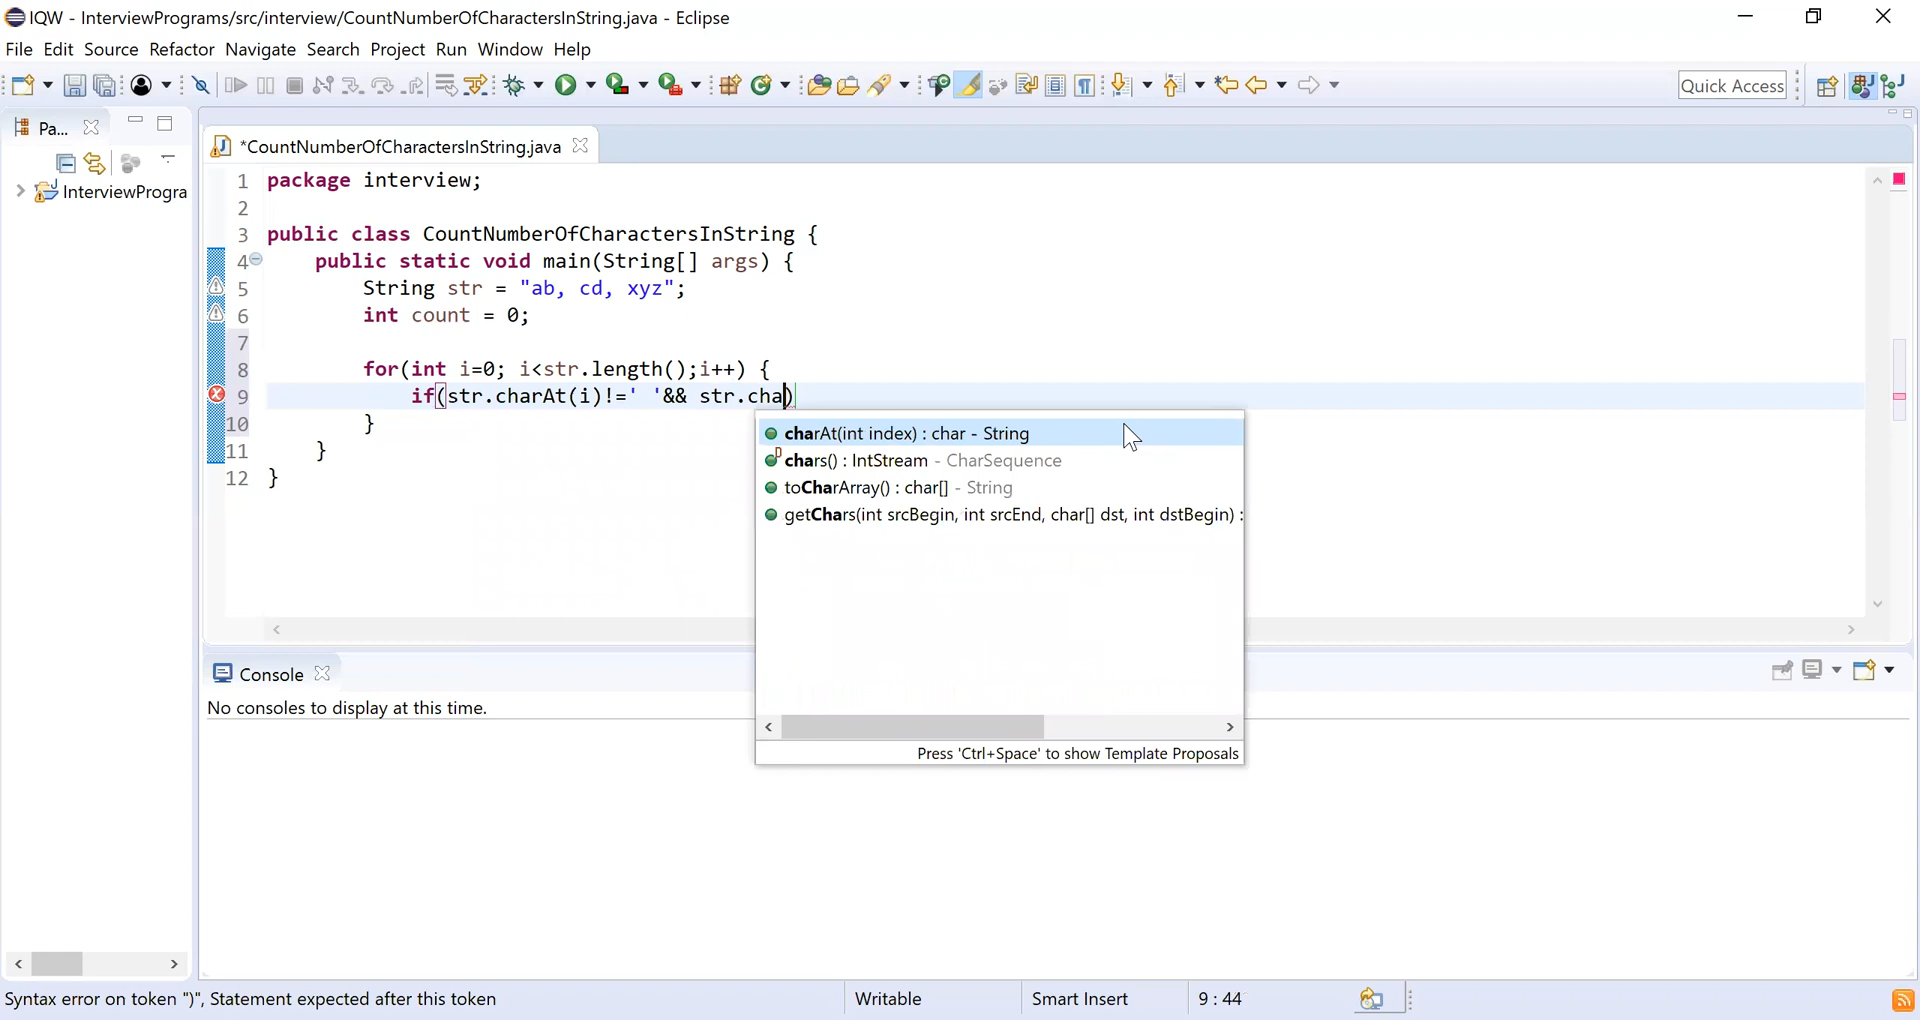 IQW - InterviewPrograms/src/interview/CountNumberOfCharactersInString.java - Eclipse
File Edit Source Refactor Navigate Search Project Run Window Help
Quick Access
Pa...
*CountNumberOfCharactersInString.java
InterviewProgra
1 package interview;
2
3 public class CountNumberOfCharactersInString {
4 public static void main(String[] args) {
5 String str = "ab, cd, xyz";
6 int count = 0;
7
8 for(int i=0; i<str.length();i++) {
9 if(str.charAt(i)!=' '&& str.cha)
10 }
11 }
12 }
charAt(int index) : char - String
chars() : IntStream - CharSequence
toCharArray() : char[] - String
getChars(int srcBegin, int srcEnd, char[] dst, int dstBegin) :
Press 'Ctrl+Space' to show Template Proposals
Console
No consoles to display at this time.
Syntax error on token ")", Statement expected after this token
Writable
Smart Insert
9 : 44